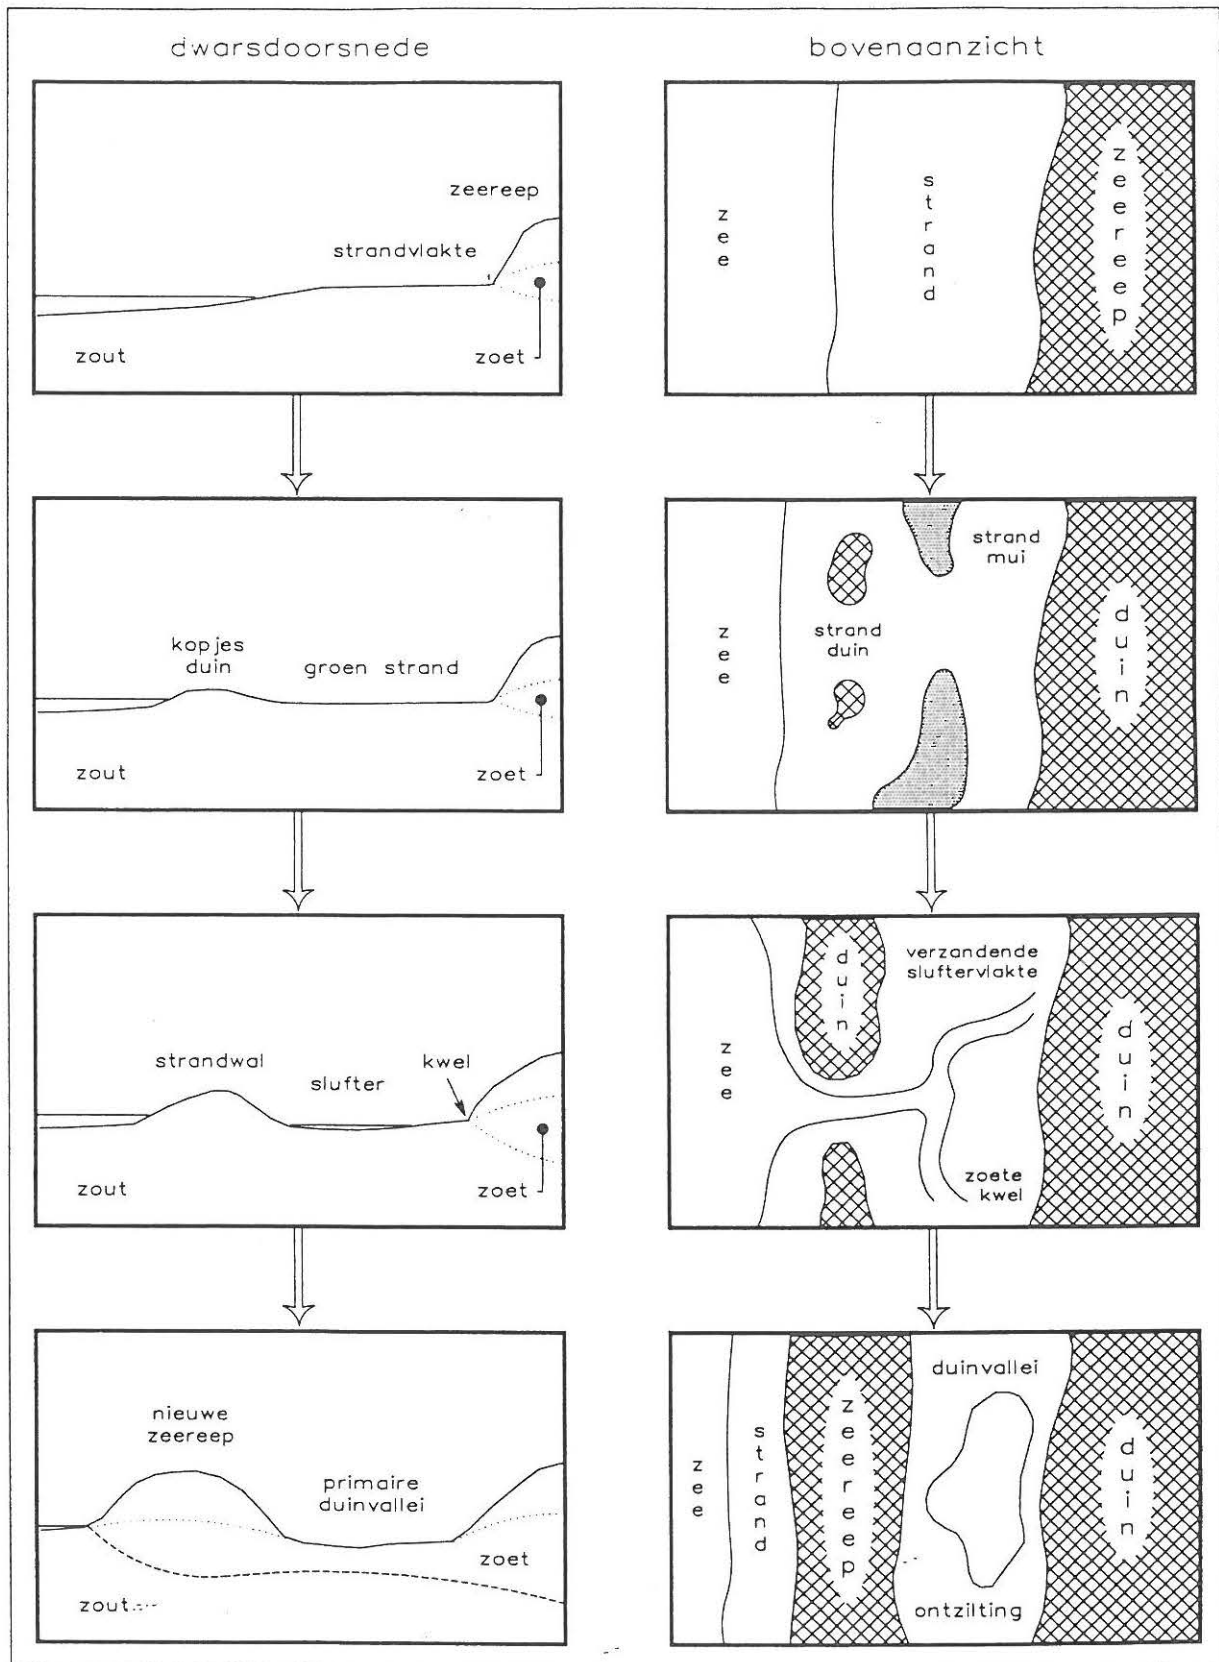 dwarsdoorsnede
bovenaanzicht
zeereep
strandvlakte
zout
zoet
zee
strand
zeereep
kopjes
duin
groen strand
zout
zoet
zee
strand
duin
strand
mui
duin
strandwal
slufter
kwel
zout
zoet
zee
duin
verzandende
sluftervlakte
zoete
kwel
duin
nieuwe
zeereep
primaire
duinvallei
zoet
zout
zee
strand
zeereep
duinvallei
ontzilting
duin